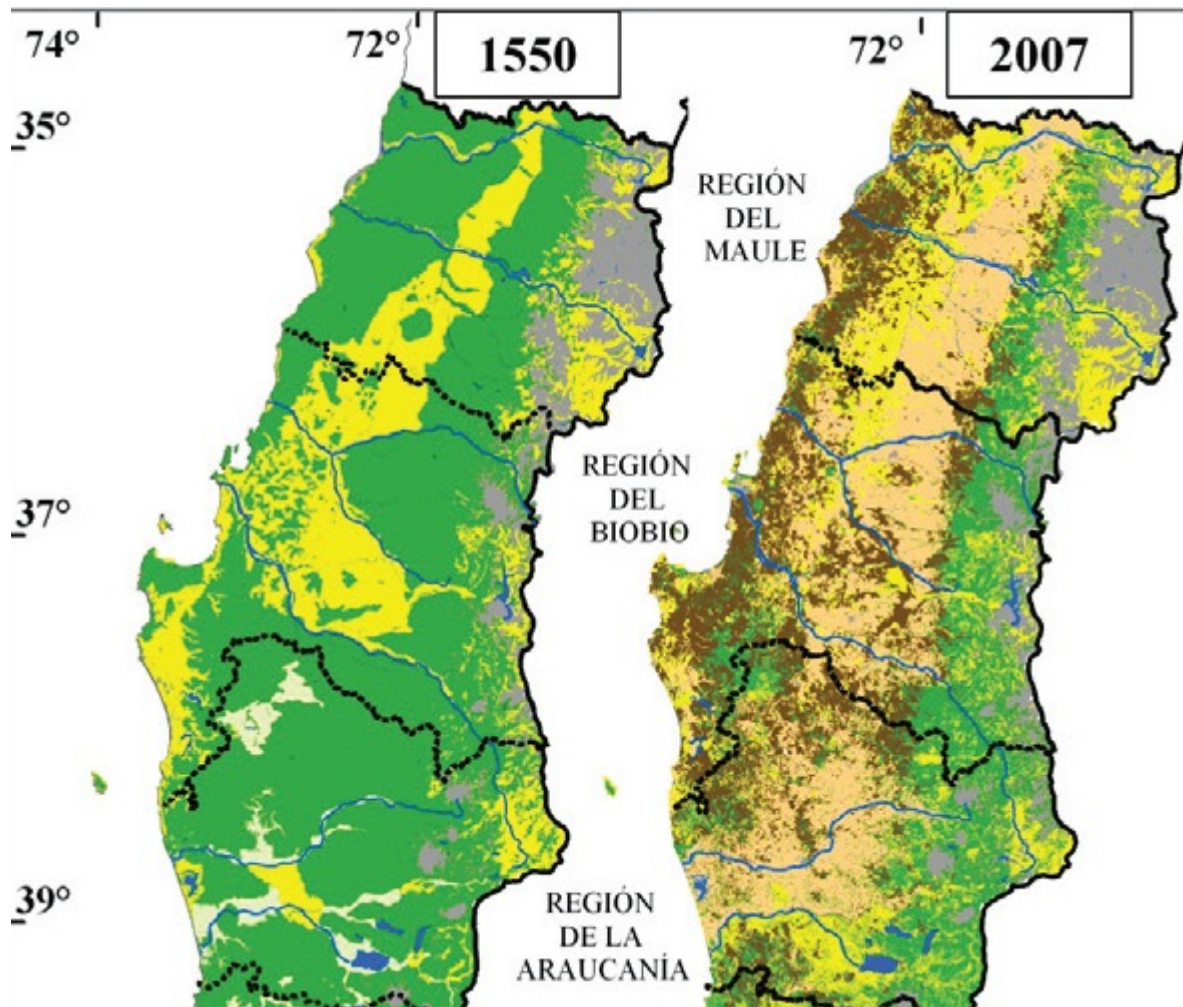 74°
72°
1550
72°
2007
35°
REGIÓN
DEL
MAULE
37°
REGIÓN
DEL
BIOBIO
39°
REGIÓN
DE LA
ARAUCANÍA